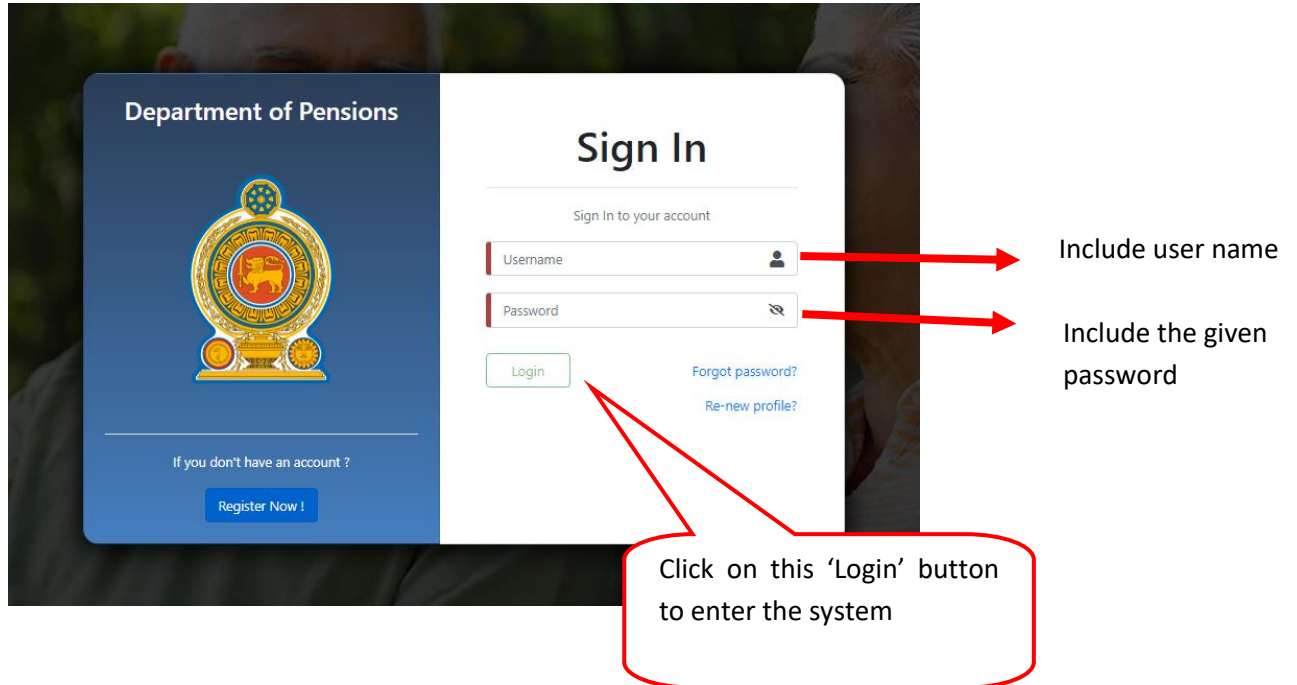 Department of Pensions
If you don't have an account ?
Register Now !
Sign In
Sign In to your account
Username
Password
Login
Forgot password?
Re-new profile?
Include user name
Include the given
password
Click on this ‘Login’ button
to enter the system